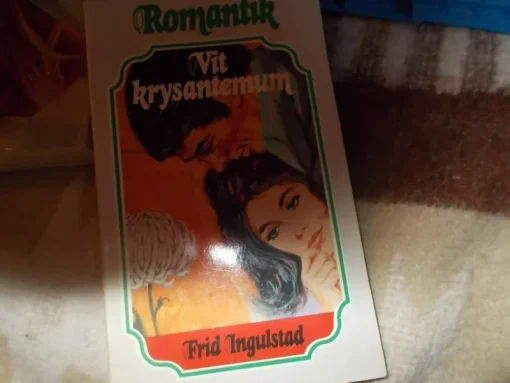 Romantik
Vit
krysantemum
Frid Ingulstad